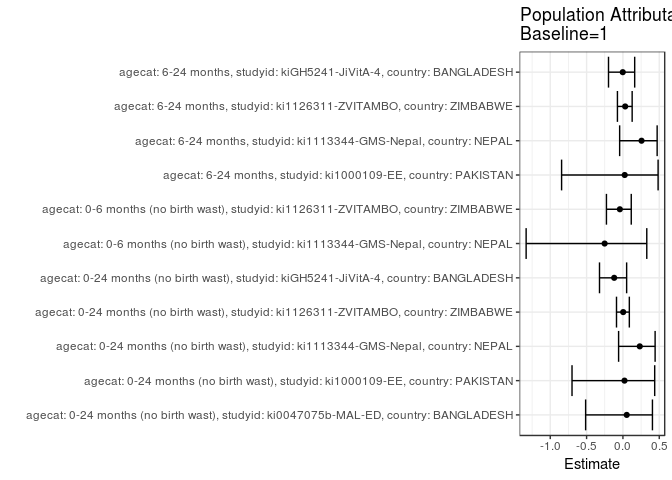 Population Attributa
Baseline=1
agecat: 6-24 months, studyid: kiGH5241-JiVitA-4, country: BANGLADESH
agecat: 6-24 months, studyid: ki1126311-ZVITAMBO, country: ZIMBABWE
agecat: 6-24 months, studyid: ki1113344-GMS-Nepal, country: NEPAL
agecat: 6-24 months, studyid: ki1000109-EE, country: PAKISTAN
agecat: 0-6 months (no birth wast), studyid: ki1126311-ZVITAMBO, country: ZIMBABWE
agecat: 0-6 months (no birth wast), studyid: ki1113344-GMS-Nepal, country: NEPAL
agecat: 0-24 months (no birth wast), studyid: kiGH5241-JiVitA-4, country: BANGLADESH
agecat: 0-24 months (no birth wast), studyid: ki1126311-ZVITAMBO, country: ZIMBABWE
agecat: 0-24 months (no birth wast), studyid: ki1113344-GMS-Nepal, country: NEPAL
agecat: 0-24 months (no birth wast), studyid: ki1000109-EE, country: PAKISTAN
agecat: 0-24 months (no birth wast), studyid: ki0047075b-MAL-ED, country: BANGLADESH
-1.0 -0.5 0.0 0.5
Estimate